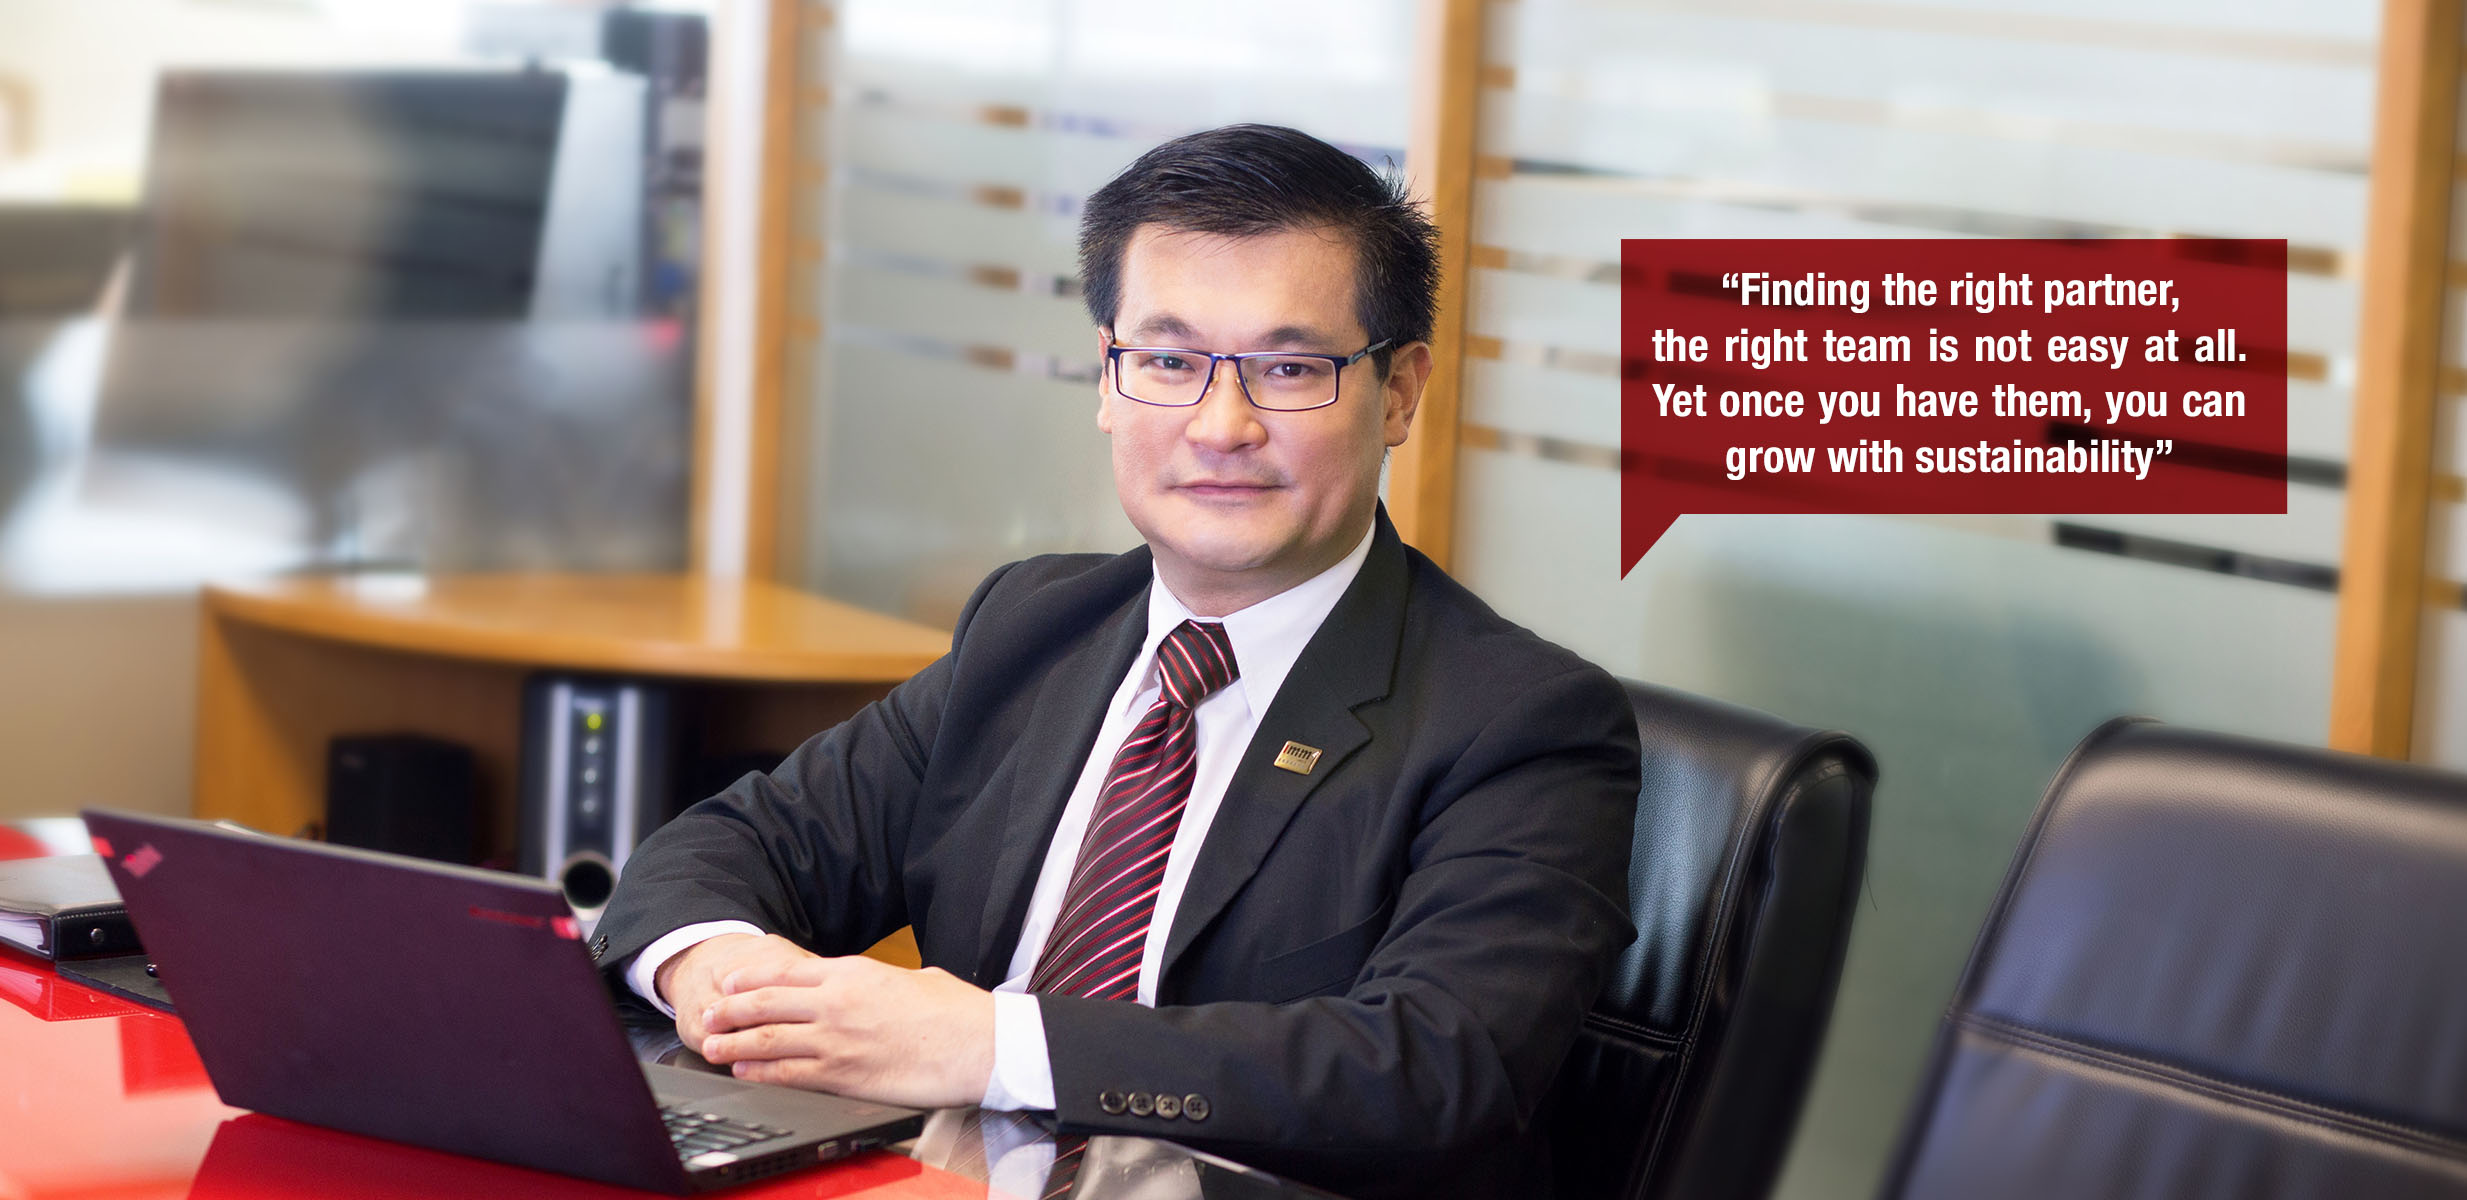 “Finding the right partner,
the right team is not easy at all.
Yet once you have them, you can
grow with sustainability”
imm